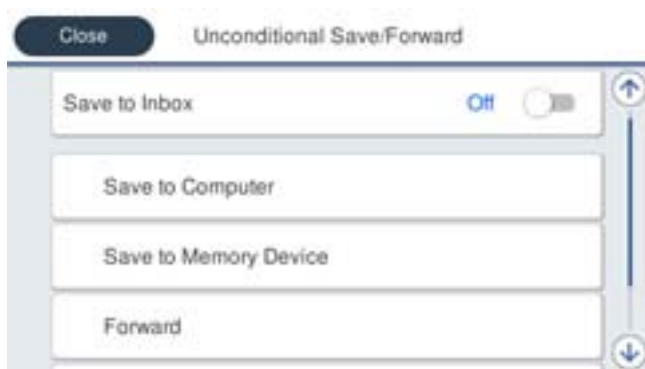 Close Unconditional Save/Forward
Save to Inbox Off
Save to Computer
Save to Memory Device
Forward